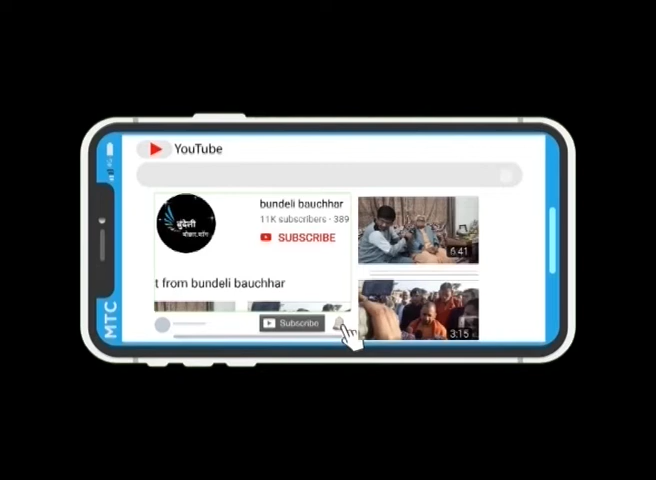 YouTube
bundeli bauchhar
11K subscribers · 389
SUBSCRIBE
बुंदेली
बौछार.कॉम
6:41
t from bundeli bauchhar
Subscribe
3:15
MTC